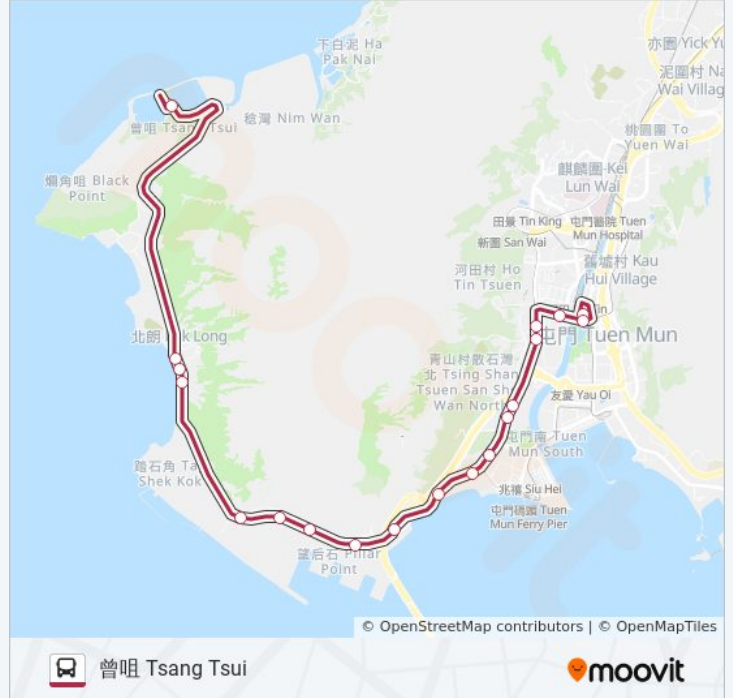 下白泥 Ha
Pak Nai
亦園/Yick Yu
泥圍村 Na
Wai Villag
稔灣 Nim Wan
曾咀 Tsang Tsui
桃園圍 To
Yuen Wai
麒麟圍 Kei
Lun Wai
爛角咀 Black
Point
田景 Tin King
屯門醫院 Tuen
Mun Hospital
新圍 San Wai
舊墟村 Kau
Hui Village
河田村 Ho
Tin Tsuen
北朗
k Long
屯門 Tuen Mun
青山村散石灣
北 Tsing Shan
Tsuen San Sh
Wan North
友愛 Yau Oi
屯門南 Tuen
Mun South
踏石角 Ta
Shek Kok
兆禧 Siu Hei
屯門碼頭 Tuen
Mun Ferry Pier
望后石 Pillar
Point
© OpenStreetMap contributors | © OpenMapTiles
曾咀 Tsang Tsui
moovit